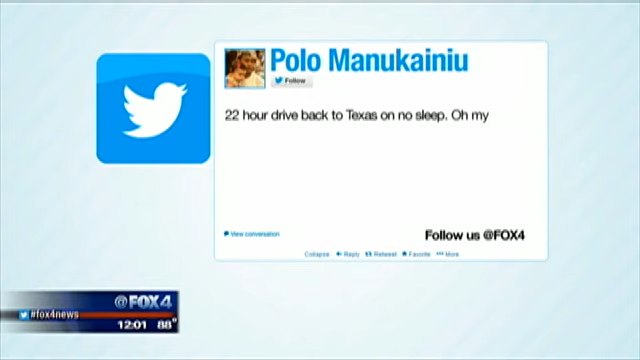 Polo Manukainiu
Follow
22 hour drive back to Texas on no sleep. Oh my
View conversation
Follow us @FOX4
Collapse Reply Retweet Favorite More
@FOX4
#fox4news
12:01 88°